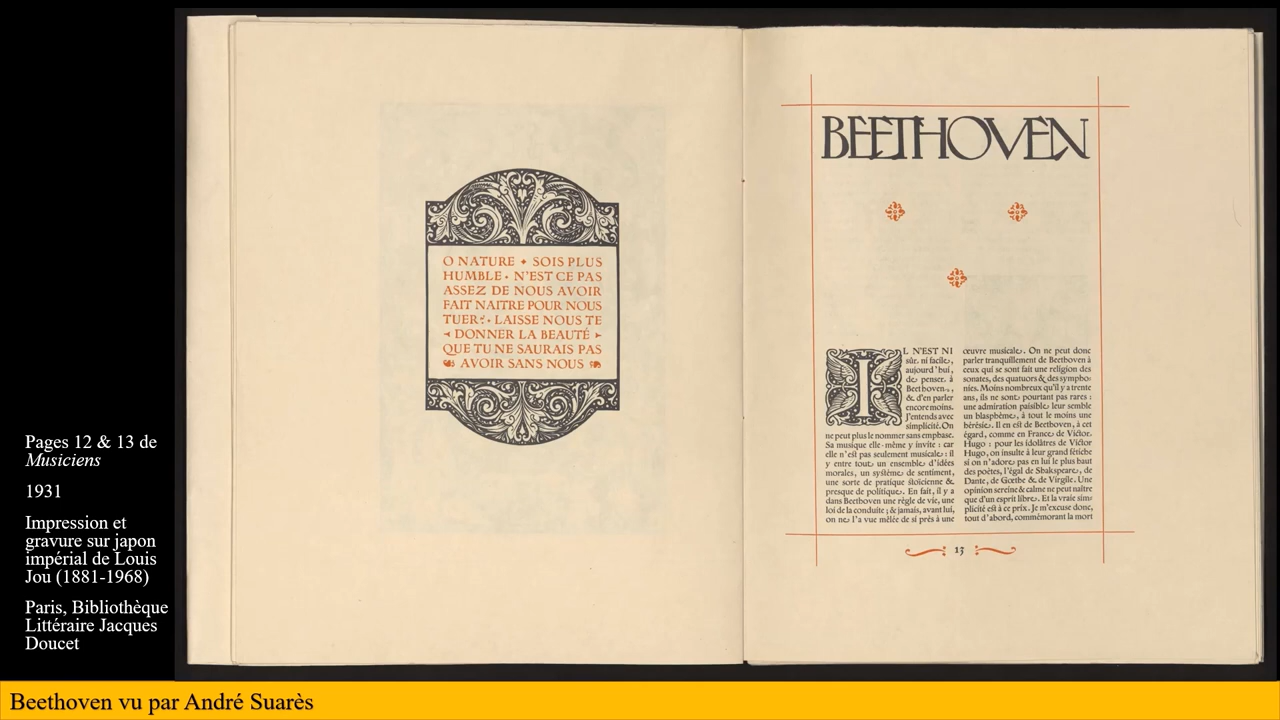 O NATURE • SOIS PLUS
HUMBLE • N'EST CE PAS
ASSEZ DE NOUS AVOIR
FAIT NAITRE POUR NOUS
TUER? • LAISSE NOUS TE
DONNER LA BEAUTÉ
QUE TU NE SAURAIS PAS
AVOIR SANS NOUS
BEETHOVEN
IL N'EST NI
sûr, ni facile,
aujourd'hui,
de penser à
Beethoven,
& d'en parler
encore moins.
J'entends avec
simplicité. On
ne peut plus le nommer sans emphase.
Sa musique elle-même y invite : car
elle n'est pas seulement musicale : il
y entre tout un ensemble d'idées
morales, un système de sentiment,
une sorte de pratique stoïcienne &
presque de politique. En fait, il y a
dans Beethoven une règle de vie, une
loi de la conduite ; & jamais, avant lui,
on ne l'a vue mêlée de si près à une
œuvre musicale. On ne peut donc
parler tranquillement de Beethoven à
ceux qui se sont fait une religion des
sonates, des quatuors & des sympho-
nies. Moins nombreux qu'il y a trente
ans, ils ne sont pourtant pas rares :
une admiration paisible leur semble
un blasphème, à tout le moins une
hérésie. Il en est de Beethoven, à cet
égard, comme en France de Victor
Hugo : pour les idolâtres de Victor
Hugo, on insulte à leur grand fétiche
si on n'adore pas en lui le plus haut
des poètes, l'égal de Shakspeare, de
Dante, de Gœthe & de Virgile. Une
opinion sereine & calme ne peut naître
que d'un esprit libre. Et la vraie sim-
plicité est à ce prix. Je m'excuse donc,
tout d'abord, commémorant la mort
13
Pages 12 & 13 de
Musiciens
1931
Impression et
gravure sur japon
impérial de Louis
Jou (1881-1968)
Paris, Bibliothèque
Littéraire Jacques
Doucet
Beethoven vu par André Suarès